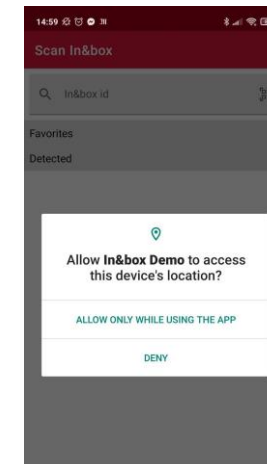 14:59
Scan In&box
In&box id
Favorites
Detected
Allow In&box Demo to access
this device's location?
ALLOW ONLY WHILE USING THE APP
DENY